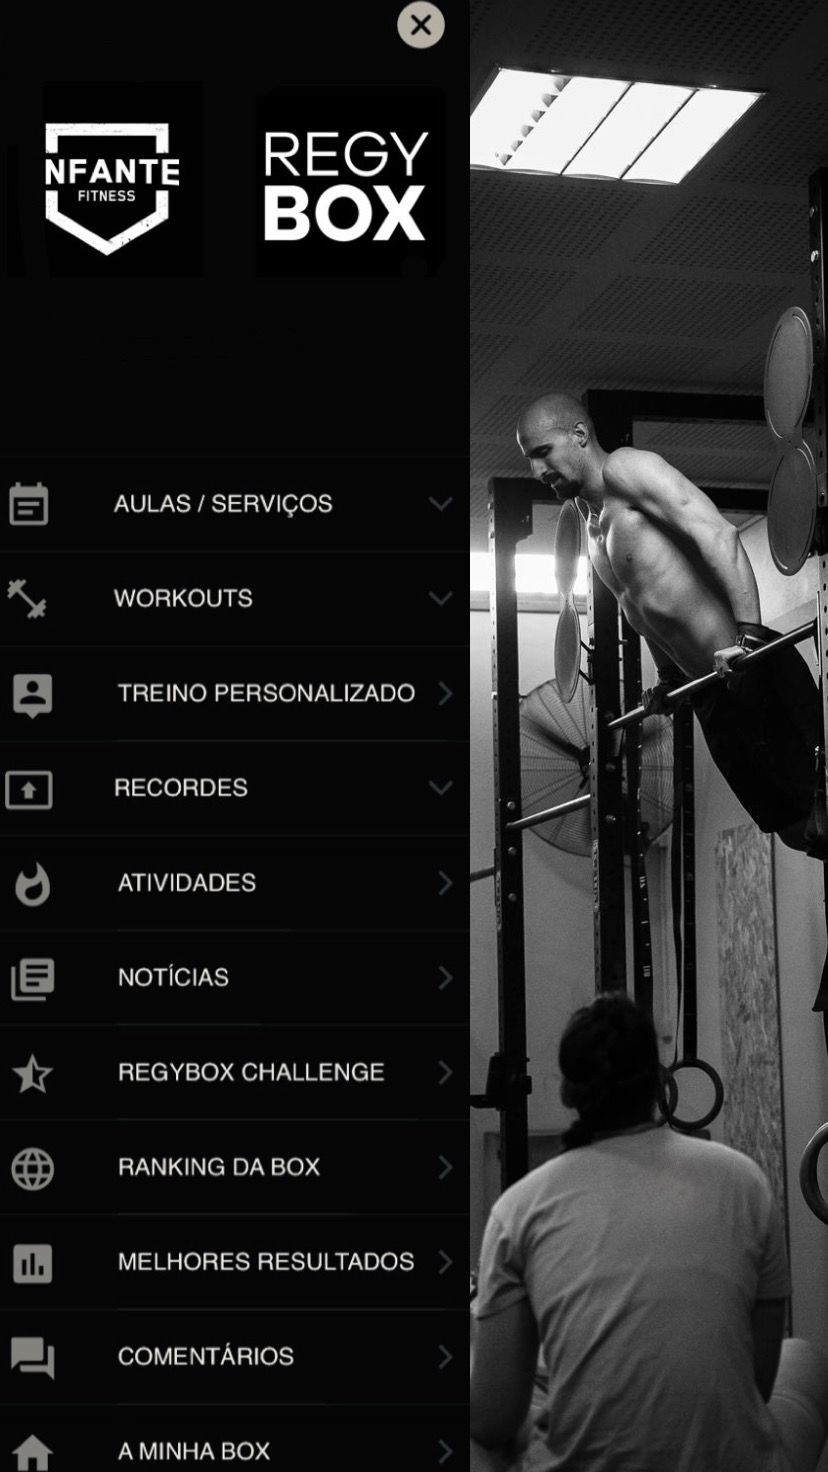 NFANTE
FITNESS
REGY
BOX
AULAS / SERVIÇOS
WORKOUTS
TREINO PERSONALIZADO
RECORDES
ATIVIDADES
NOTÍCIAS
REGYBOX CHALLENGE
RANKING DA BOX
MELHORES RESULTADOS
COMENTÁRIOS
A MINHA BOX